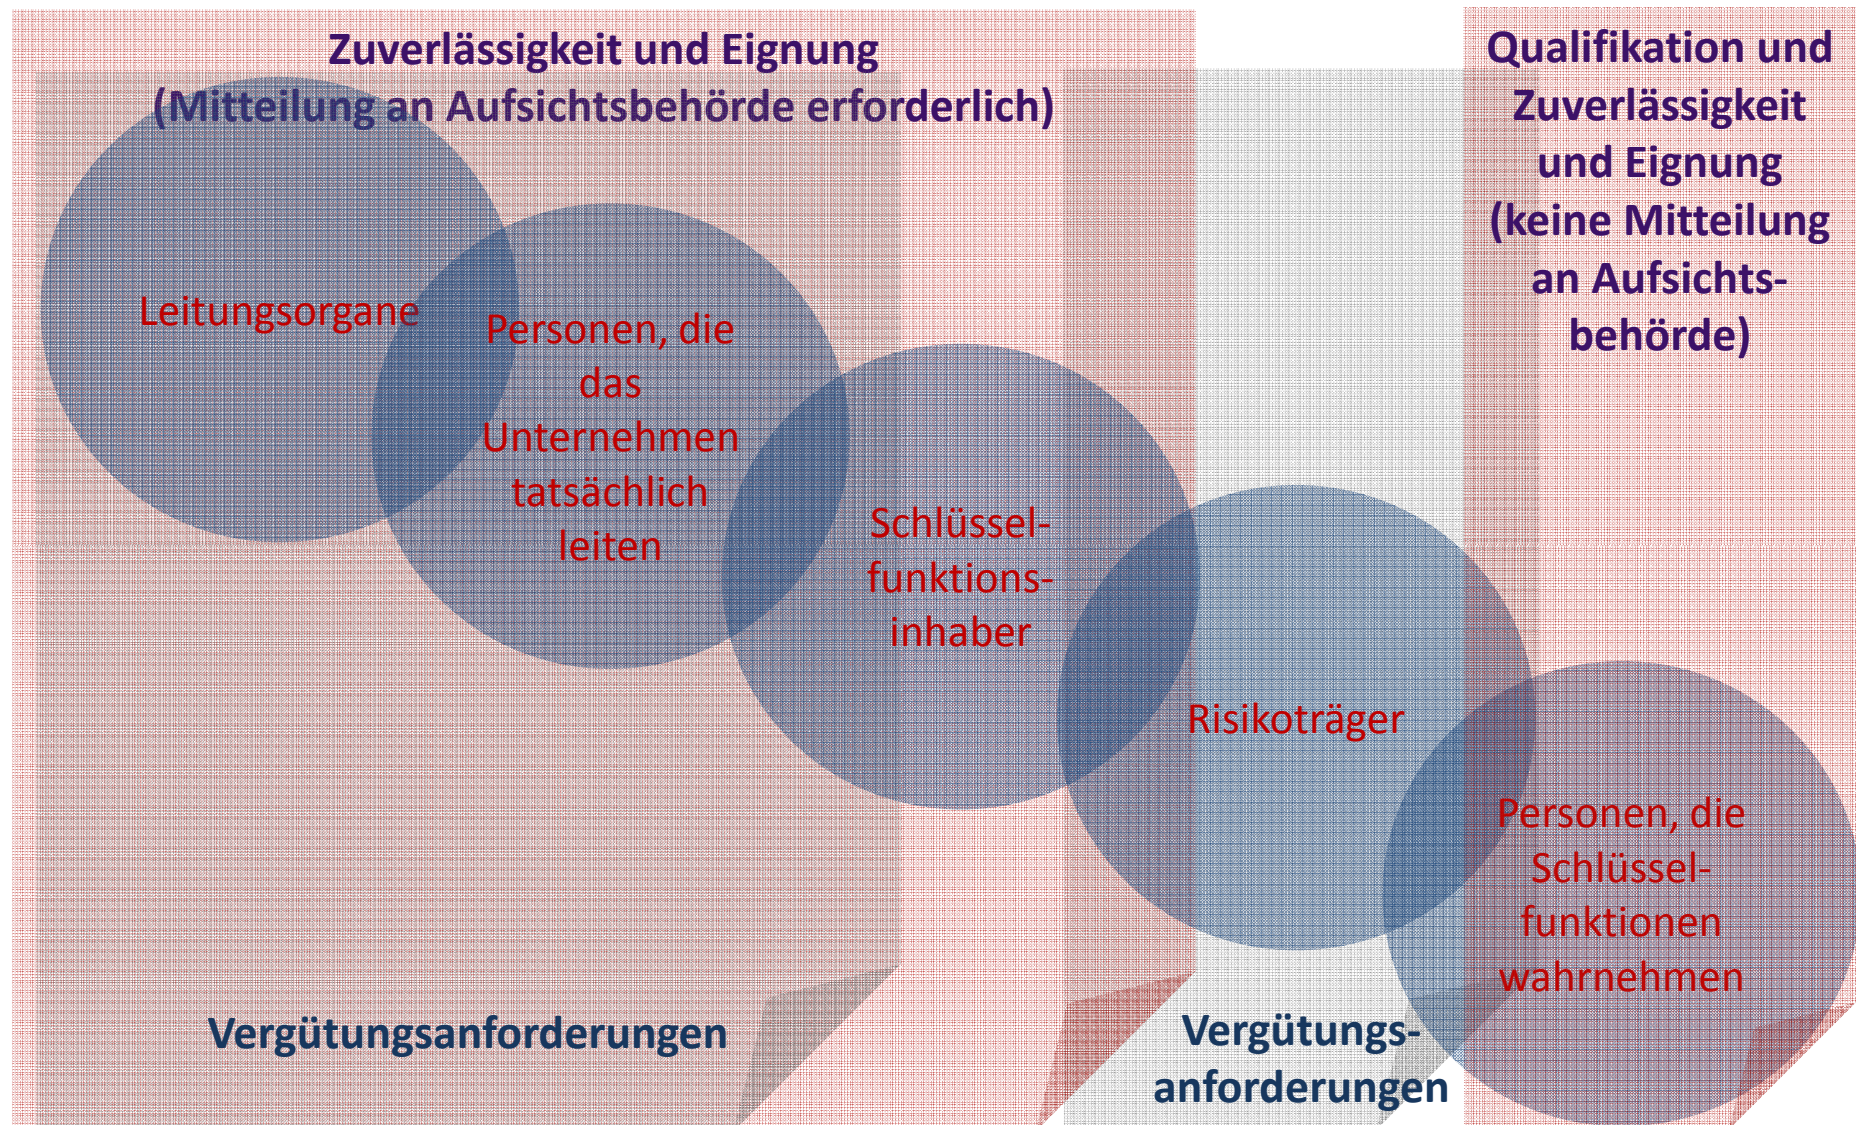 Zuverlässigkeit und Eignung
(Mitteilung an Aufsichtsbehörde erforderlich)
Qualifikation und
Zuverlässigkeit
und Eignung
(keine Mitteilung
an Aufsichts-
behörde)
Leitungsorgane
Personen, die
das
Unternehmen
tatsächlich
leiten
Schlüssel-
funktions-
inhaber
Risikoträger
Personen, die
Schlüssel-
funktionen
wahrnehmen
Vergütungsanforderungen
Vergütungs-
anforderungen